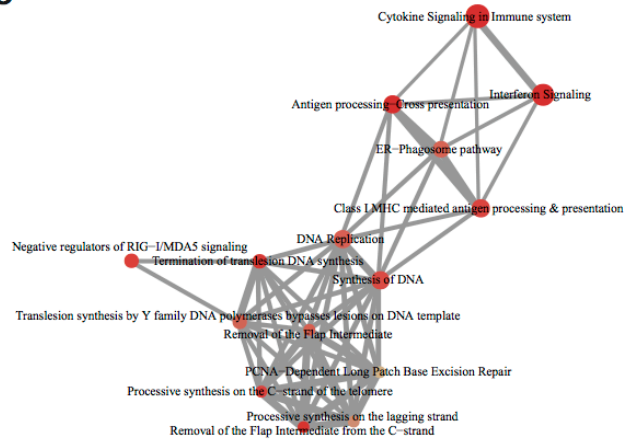 Cytokine Signaling in Immune system
Interferon Signaling
Antigen processing−Cross presentation
ER−Phagosome pathway
Class I MHC mediated antigen processing & presentation
DNA Replication
Negative regulators of RIG−I/MDA5 signaling
Termination of translesion DNA synthesis
Synthesis of DNA
Translesion synthesis by Y family DNA polymerases bypasses lesions on DNA template
Removal of the Flap Intermediate
PCNA−Dependent Long Patch Base Excision Repair
Processive synthesis on the C−strand of the telomere
Processive synthesis on the lagging strand
Removal of the Flap Intermediate from the C−strand